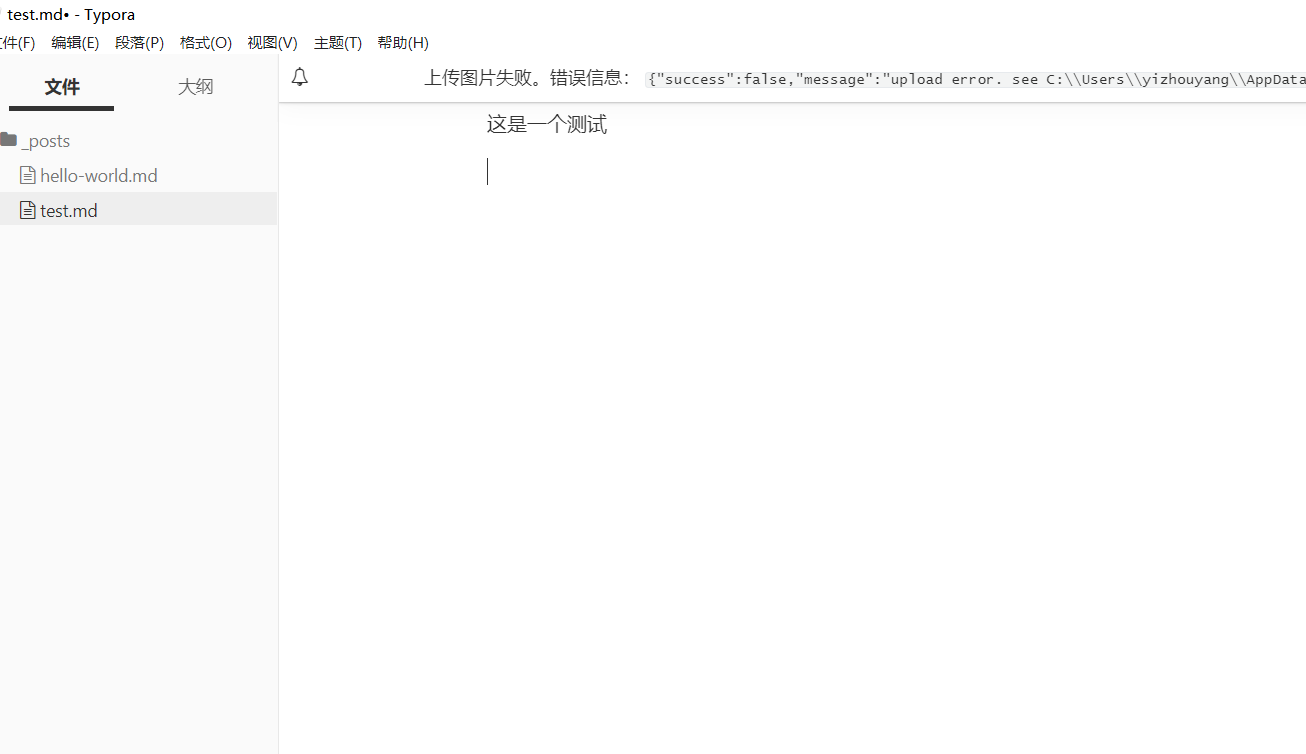 test.md• - Typora
件(F) 编辑(E) 段落(P) 格式(O) 视图(V) 主题(T) 帮助(H)
文件 大纲
上传图片失败。错误信息： {"success":false,"message":"upload error. see C:\\Users\\yizhouyang\\AppData
这是一个测试
_posts
hello-world.md
test.md